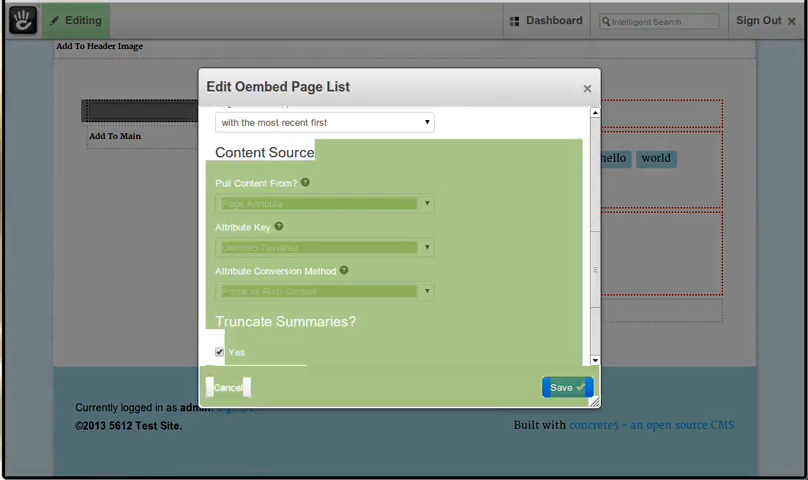 Editing
Dashboard
Intelligent Search
Sign Out
Add To Header Image
Edit Oembed Page List
with the most recent first
Add To Main
Content Source
hello world
Pull Content From?
Page Attribute
Attribute Key
Attribute Conversion Method
Truncate Summaries?
Yes
Cancel
Save
Currently logged in as admin.
©2013 5612 Test Site.
Built with concrete5 - an open source CMS